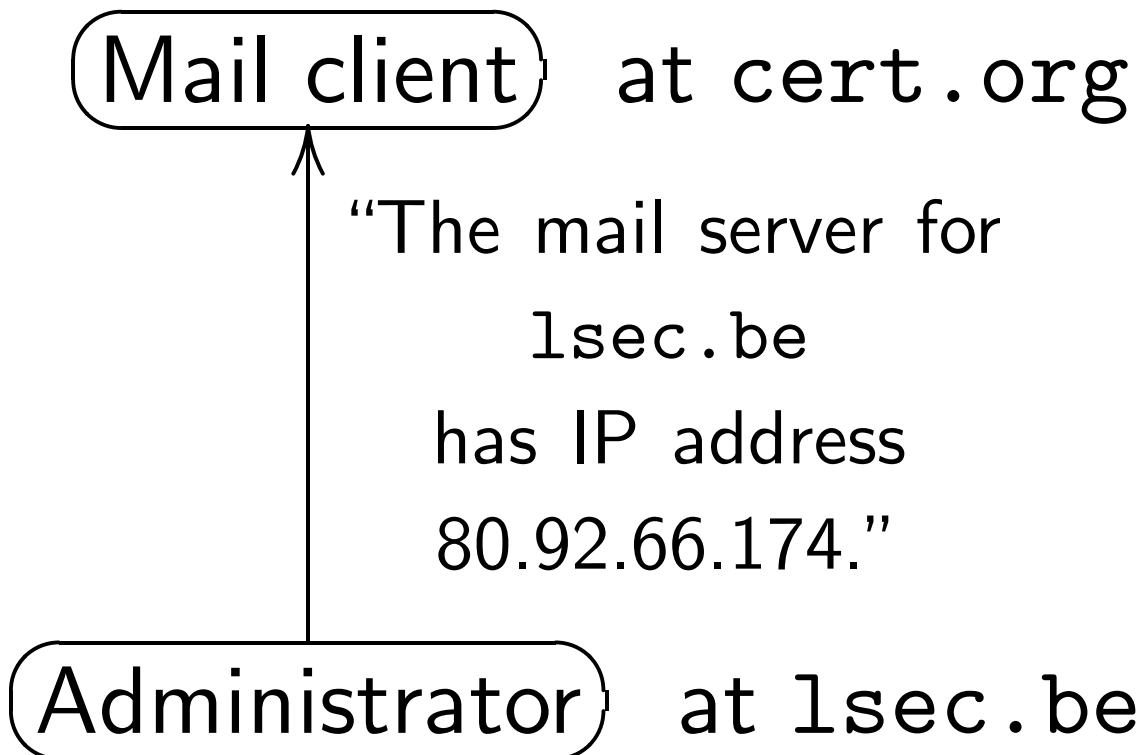 Mail client at cert.org
“The mail server for
lsec.be
has IP address
80.92.66.174.”
Administrator at lsec.be